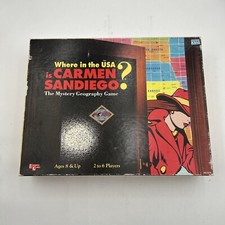 Where in the USA
is CARMEN
SANDIEGO?
The Mystery Geography Game
Ages 8 & Up
2 to 6 Players